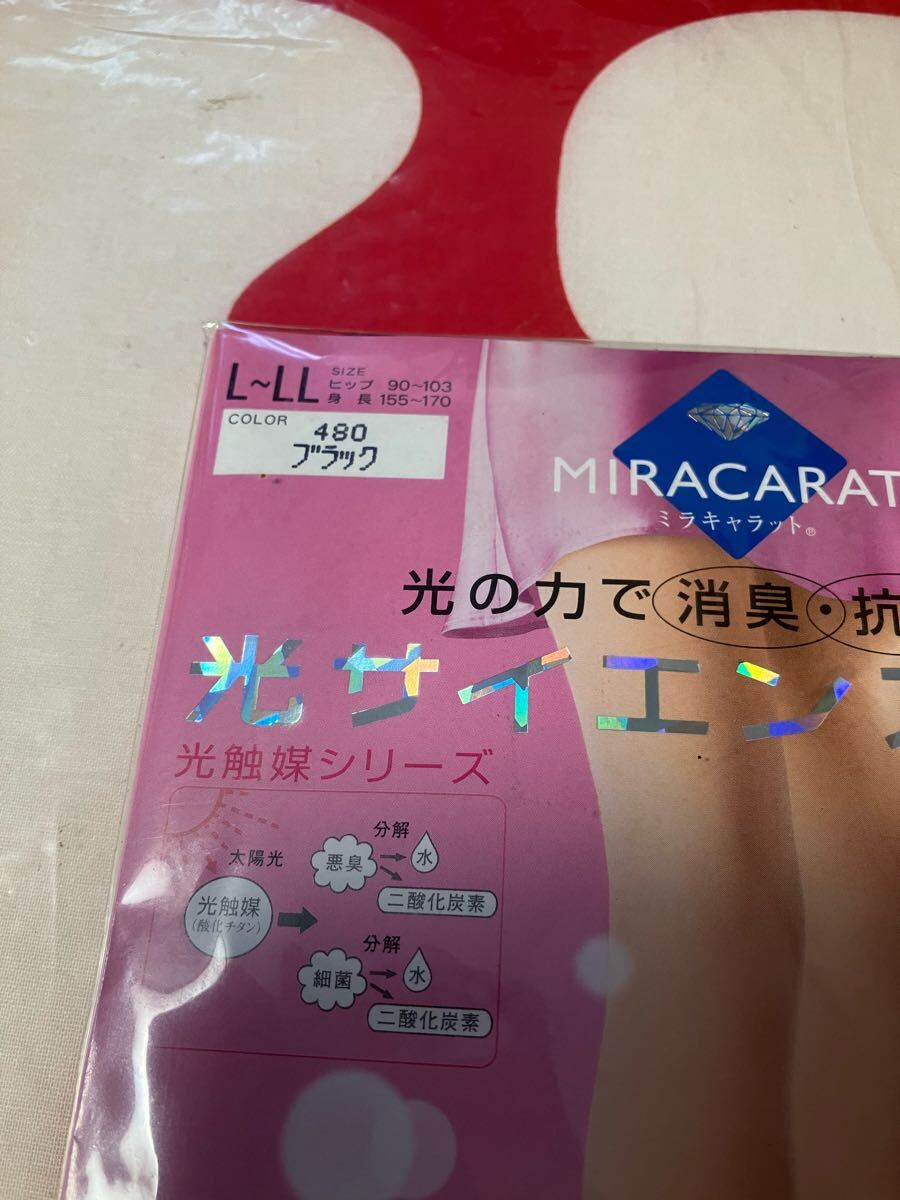 L~LL
SIZE
ヒップ 90~103
身長 155~170
COLOR
480
ブラック
MIRACARAT
ミラキャラット®
光の力で消臭・抗
光サイエン
光触媒シリーズ
太陽光
光触媒
(酸化チタン)
悪臭
分解
水
二酸化炭素
細菌
分解
水
二酸化炭素